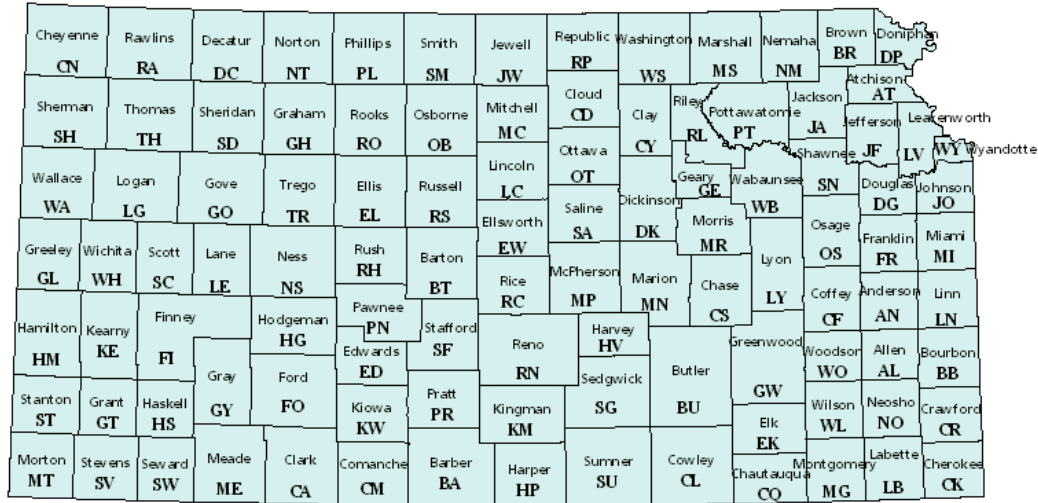 Cheyenne
CN
Rawlins
RA
Decatur
DC
Norton
NT
Phillips
PL
Smith
SM
Jewell
JW
Republic
RP
Washington
WS
Marshall
MS
Nemaha
NM
Brown
BR
Doniphan
DP
Atchison
AT
Sherman
SH
Thomas
TH
Sheridan
SD
Graham
GH
Rooks
RO
Osborne
OB
Mitchell
MC
Cloud
CD
Clay
CY
Riley
RL
Pottawatomie
PT
Jackson
JA
Jefferson
JF
Leavenworth
LV
WY
Wyandotte
Lincoln
LC
Ottawa
OT
Shawnee
SN
Wallace
WA
Logan
LG
Gove
GO
Trego
TR
Ellis
EL
Russell
RS
Ellsworth
EW
Saline
SA
Dickinson
DK
Geary
GE
Wabaunsee
WB
Morris
MR
Douglas
DG
Johnson
JO
Greeley
GL
Wichita
WH
Scott
SC
Lane
LE
Ness
NS
Rush
RH
Barton
BT
Rice
RC
McPherson
MP
Marion
MN
Chase
CS
Lyon
LY
Osage
OS
Franklin
FR
Miami
MI
Hamilton
HM
Kearny
KE
Finney
FI
Hodgeman
HG
Pawnee
PN
Stafford
SF
Edwards
ED
Reno
RN
Harvey
HV
Sedgwick
SG
Butler
BU
Greenwood
GW
Coffey
CF
Anderson
AN
Linn
LN
Woodson
WO
Allen
AL
Bourbon
BB
Stanton
ST
Grant
GT
Haskell
HS
Gray
GY
Ford
FO
Kiowa
KW
Pratt
PR
Kingman
KM
Elk
EK
Wilson
WL
Neosho
NO
Crawford
CR
Morton
MT
Stevens
SV
Seward
SW
Meade
ME
Clark
CA
Comanche
CM
Barber
BA
Harper
HP
Sumner
SU
Cowley
CL
Chautauqua
CQ
Montgomery
MG
Labette
LB
Cherokee
CK